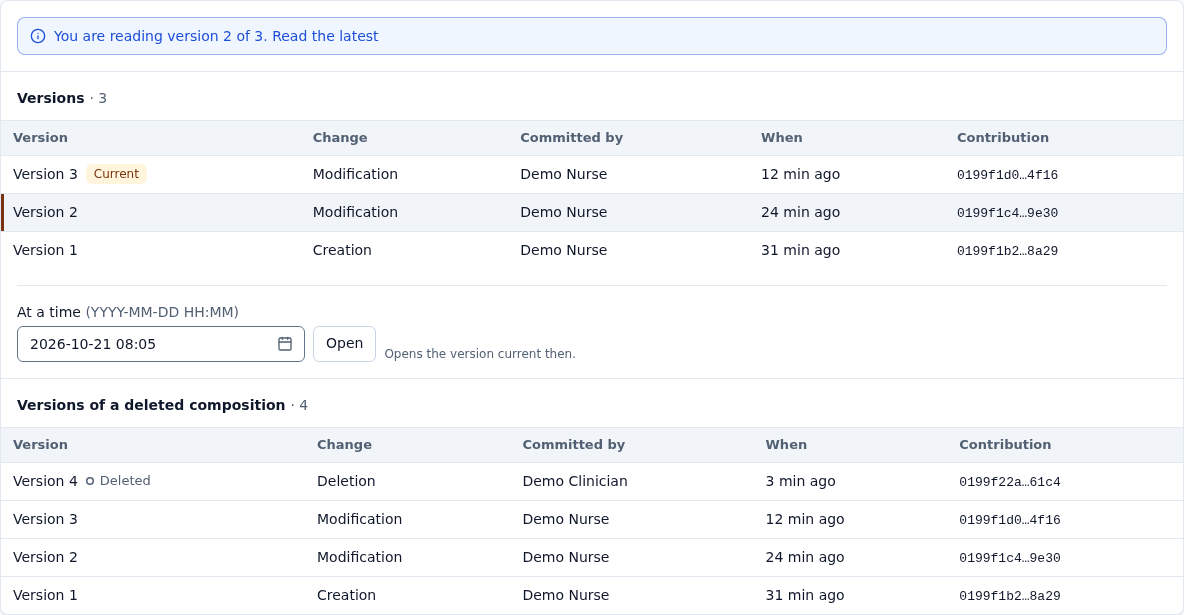 You are reading version 2 of 3. Read the latest
Versions · 3
Version Change Committed by When Contribution
Version 3 Current Modification Demo Nurse 12 min ago 0199f1d0…4f16
Version 2 Modification Demo Nurse 24 min ago 0199f1c4…9e30
Version 1 Creation Demo Nurse 31 min ago 0199f1b2…8a29
At a time (YYYY-MM-DD HH:MM)
2026-10-21 08:05 Open Opens the version current then.
Versions of a deleted composition · 4
Version Change Committed by When Contribution
Version 4 Deleted Deletion Demo Clinician 3 min ago 0199f22a…61c4
Version 3 Modification Demo Nurse 12 min ago 0199f1d0…4f16
Version 2 Modification Demo Nurse 24 min ago 0199f1c4…9e30
Version 1 Creation Demo Nurse 31 min ago 0199f1b2…8a29